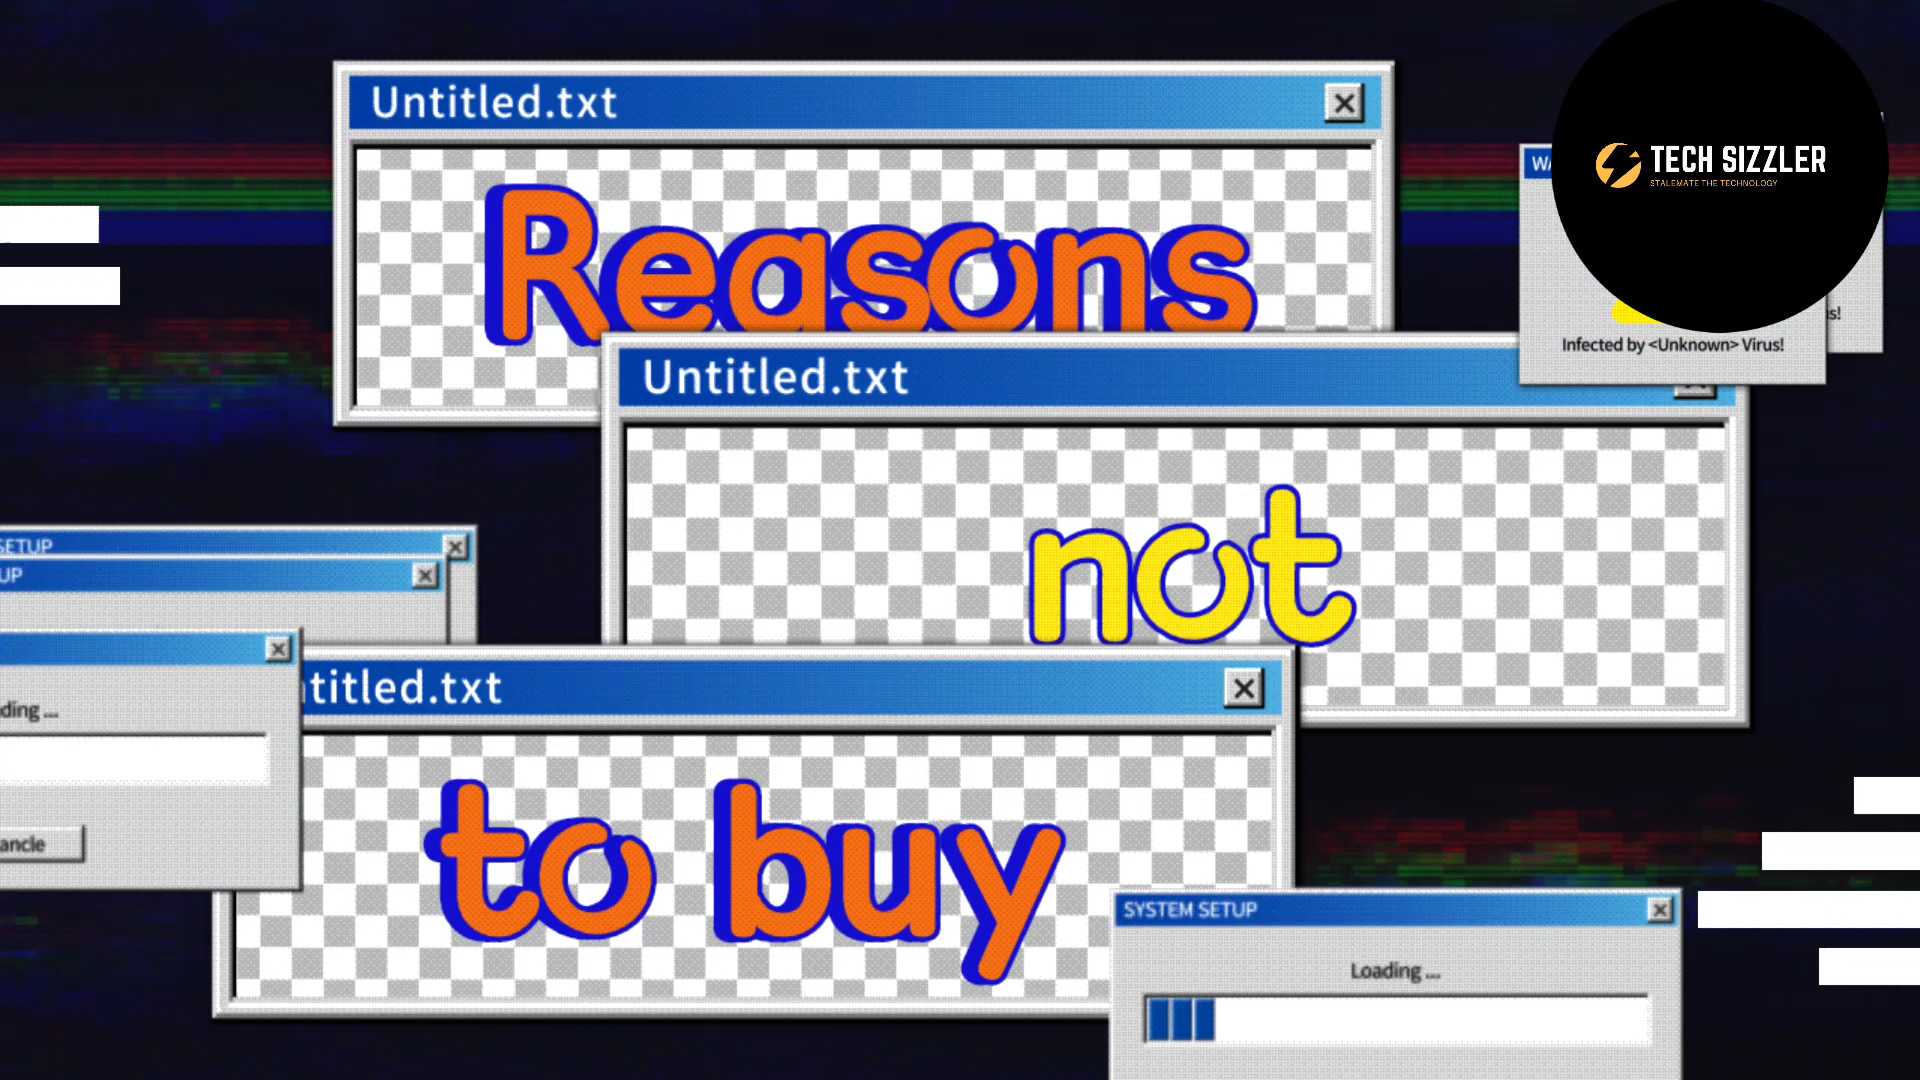 Untitled.txt
Reasons
TECH SIZZLER
STALEMATE THE TECHNOLOGY
Infected by <Unknown> Virus!
Untitled.txt
not
SETUP
UP
ding ...
ancle
ntitled.txt
to buy
SYSTEM SETUP
Loading ...